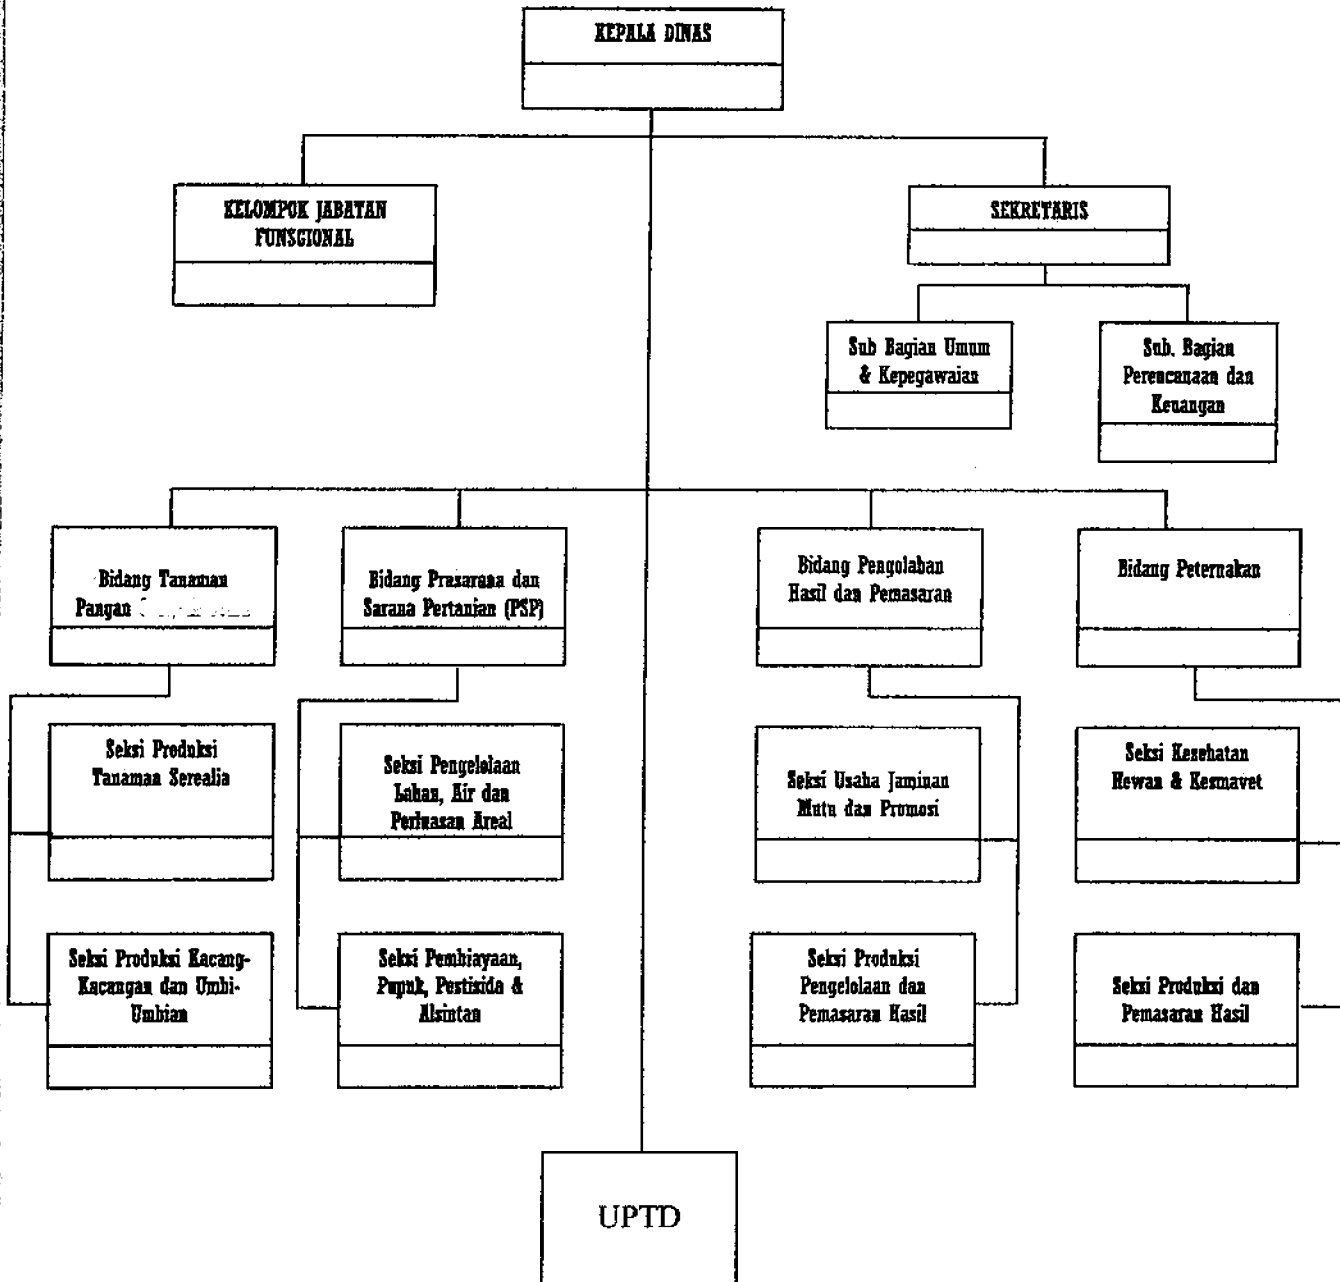 KEPALA DINAS
KELOMPOK JABATAN
FUNSGIONAL
SEKRETARIS
Sub Bagian Umum
& Kepegawaian
Sub. Bagian
Perencanaan dan
Keuangan
Bidang Tanaman
Pangan
Bidang Prasarana dan
Sarana Pertanian (PSP)
Bidang Pengolahan
Hasil dan Pemasaran
Bidang Peternakan
Seksi Produksi
Tanaman Serealia
Seksi Pengelolaan
Lahan, Air dan
Perluasan Areal
Seksi Usaha Jaminan
Mutu dan Promosi
Seksi Kesehatan
Hewan & Kesmavet
Seksi Produksi Kacang-
Kacangan dan Umbi-
Umbian
Seksi Pembiayaan,
Pupuk, Pestisida &
Alsintan
Seksi Produksi
Pengelolaan dan
Pemasaran Hasil
Seksi Produksi dan
Pemasaran Hasil
UPTD